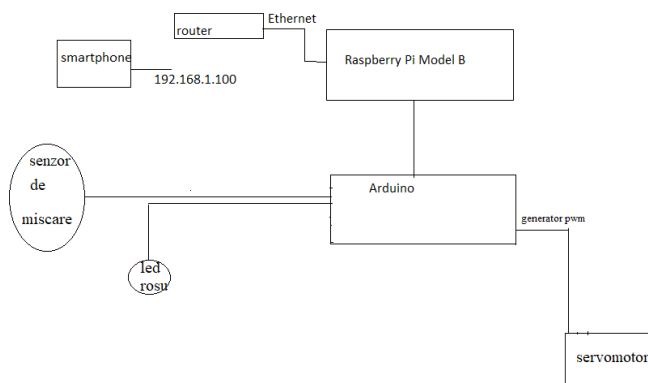 Ethernet
router
smartphone
Raspberry Pi Model B
192.168.1.100
senzor
de
miscare
Arduino
generator pwm
led
rosu
servomotor